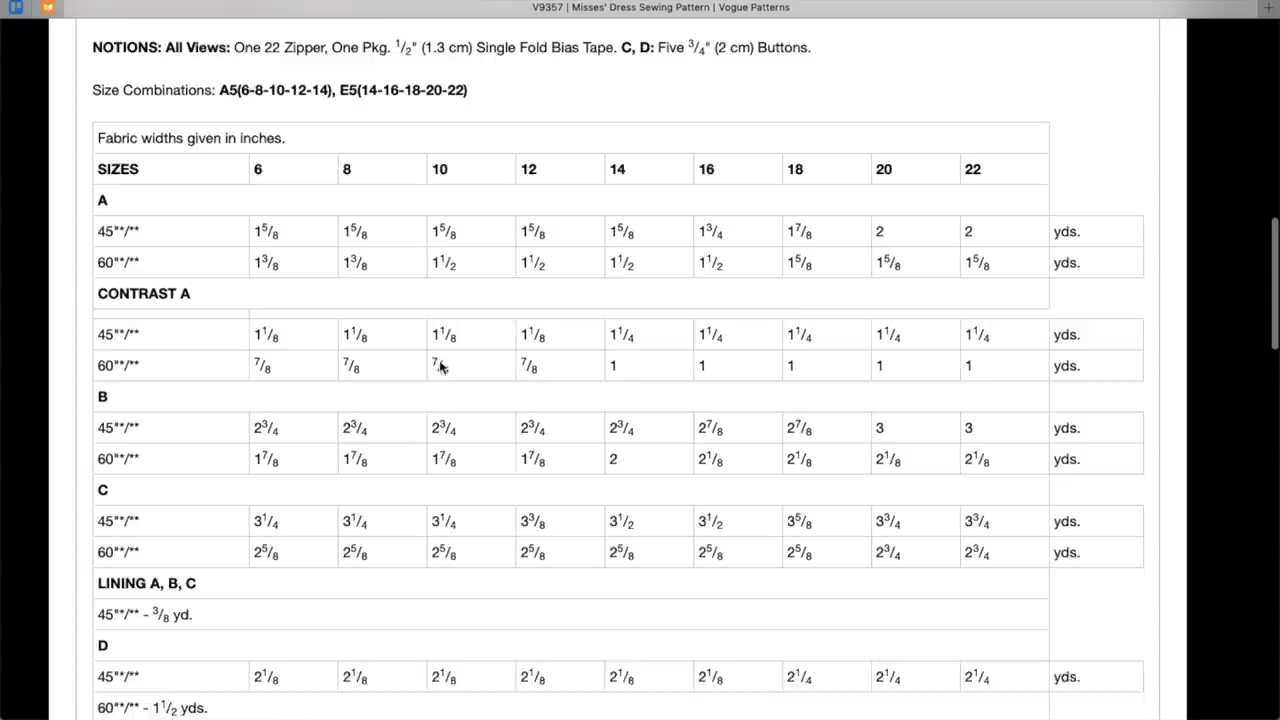 V9357 | Misses' Dress Sewing Pattern | Vogue Patterns
NOTIONS: All Views: One 22 Zipper, One Pkg. 1/2" (1.3 cm) Single Fold Bias Tape. C, D: Five 3/4" (2 cm) Buttons.
Size Combinations: A5(6-8-10-12-14), E5(14-16-18-20-22)
Fabric widths given in inches.
SIZES 6 8 10 12 14 16 18 20 22
A
45"*/** 1 5/8 1 5/8 1 5/8 1 5/8 1 5/8 1 3/4 1 7/8 2 2 yds.
60"*/** 1 3/8 1 3/8 1 1/2 1 1/2 1 1/2 1 1/2 1 5/8 1 5/8 1 5/8 yds.
CONTRAST A
45"*/** 1 1/8 1 1/8 1 1/8 1 1/8 1 1/4 1 1/4 1 1/4 1 1/4 1 1/4 yds.
60"*/** 7/8 7/8 7 7/8 1 1 1 1 1 yds.
B
45"*/** 2 3/4 2 3/4 2 3/4 2 3/4 2 3/4 2 7/8 2 7/8 3 3 yds.
60"*/** 1 7/8 1 7/8 1 7/8 1 7/8 2 2 1/8 2 1/8 2 1/8 2 1/8 yds.
C
45"*/** 3 1/4 3 1/4 3 1/4 3 3/8 3 1/2 3 1/2 3 5/8 3 3/4 3 3/4 yds.
60"*/** 2 5/8 2 5/8 2 5/8 2 5/8 2 5/8 2 5/8 2 5/8 2 3/4 2 3/4 yds.
LINING A, B, C
45"*/** - 3/8 yd.
D
45"*/** 2 1/8 2 1/8 2 1/8 2 1/8 2 1/8 2 1/8 2 1/4 2 1/4 2 1/4 yds.
60"*/** - 1 1/2 yds.